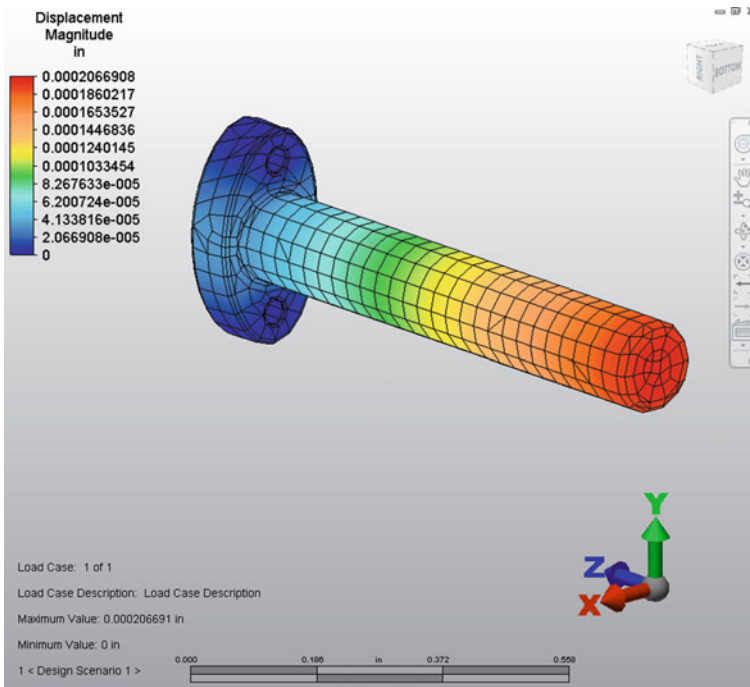 Displacement
Magnitude
in
0.0002066908
0.0001860217
0.0001653527
0.0001446836
0.0001240145
0.0001033454
8.267633e-005
6.200724e-005
4.133816e-005
2.066908e-005
0
RIGHT
BOTTOM
Y
Z
X
Load Case: 1 of 1
Load Case Description: Load Case Description
Maximum Value: 0.000206691 in
Minimum Value: 0 in
0.000 0.186 in 0.372 0.558
1 < Design Scenario 1 >